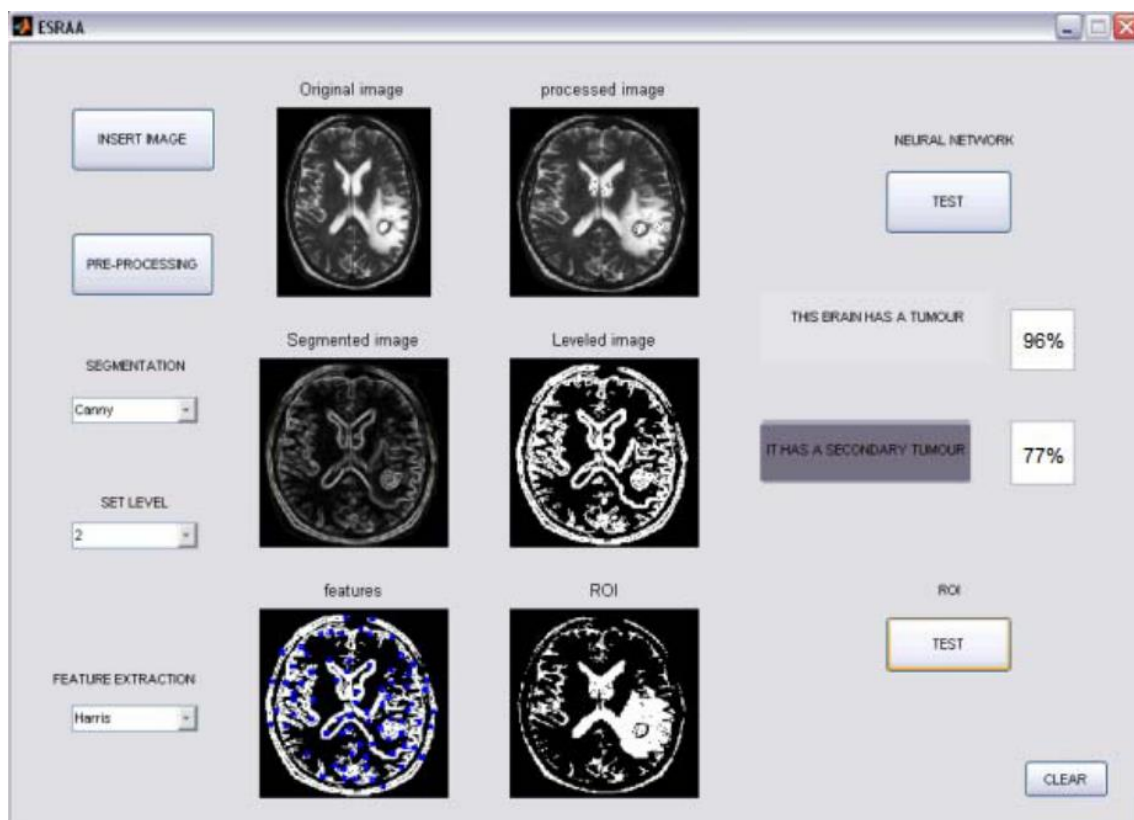 ESRAA
Original image
processed image
INSERT IMAGE
NEURAL NETWORK
TEST
PRE-PROCESSING
THIS BRAIN HAS A TUMOUR
96%
Segmented image
Leveled image
SEGMENTATION
Canny
IT HAS A SECONDARY TUMOUR
77%
SET LEVEL
2
features
ROI
ROI
TEST
FEATURE EXTRACTION
Harris
CLEAR